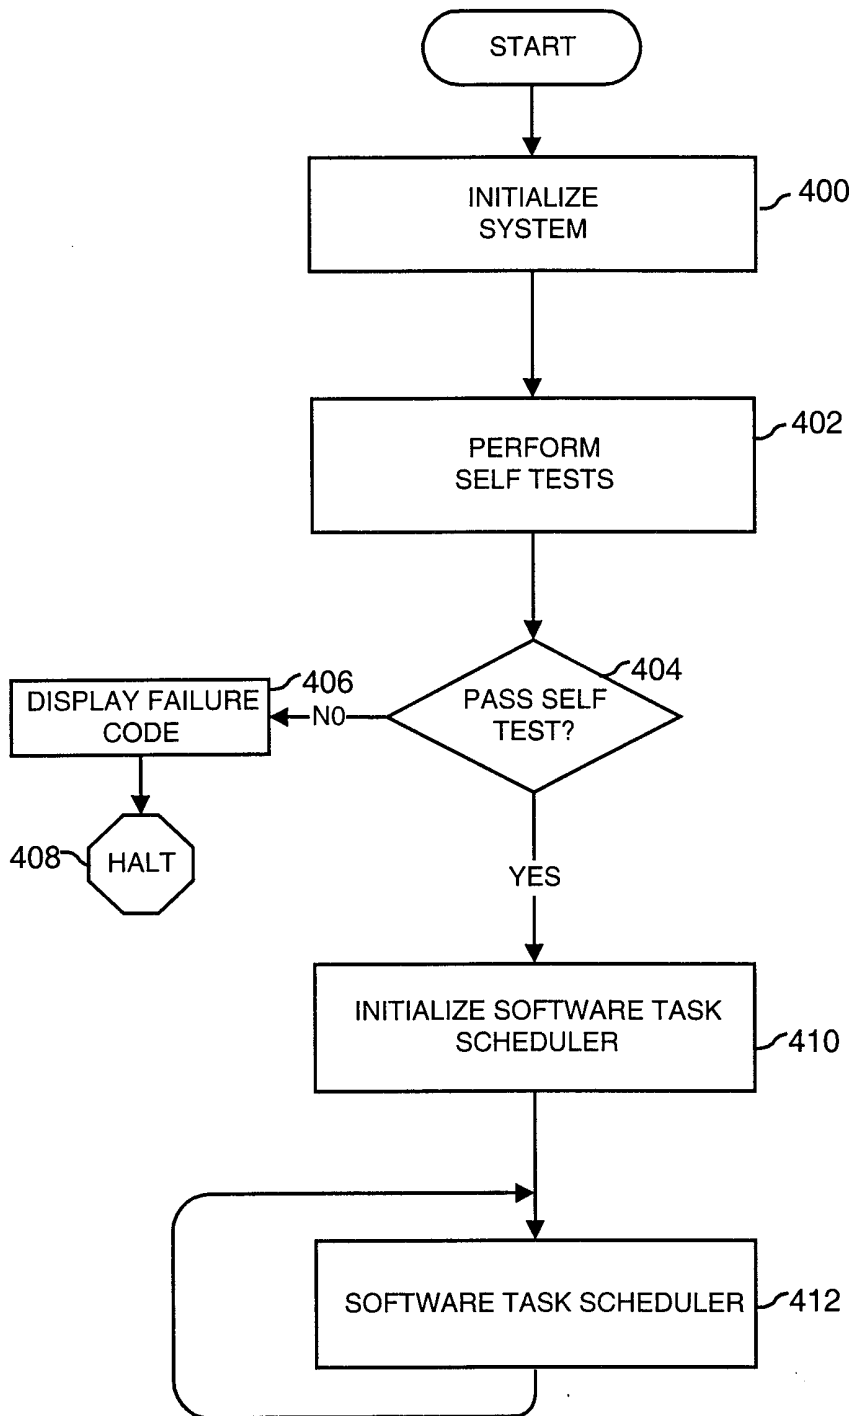 START
INITIALIZE
SYSTEM
400
PERFORM
SELF TESTS
402
404
PASS SELF
TEST?
406
DISPLAY FAILURE
CODE
N0
408
HALT
YES
INITIALIZE SOFTWARE TASK
SCHEDULER
410
SOFTWARE TASK SCHEDULER
412